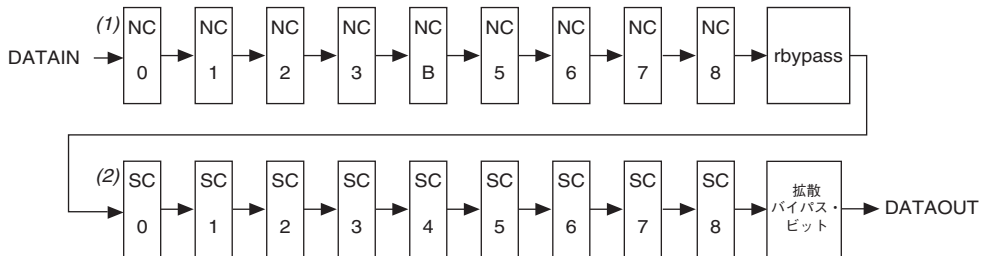 (1)
DATAIN
NC 0
NC 1
NC 2
NC 3
NC B
NC 5
NC 6
NC 7
NC 8
rbypass
(2)
SC 0
SC 1
SC 2
SC 3
SC 4
SC 5
SC 6
SC 7
SC 8
拡散
バイパス・
ビット
DATAOUT